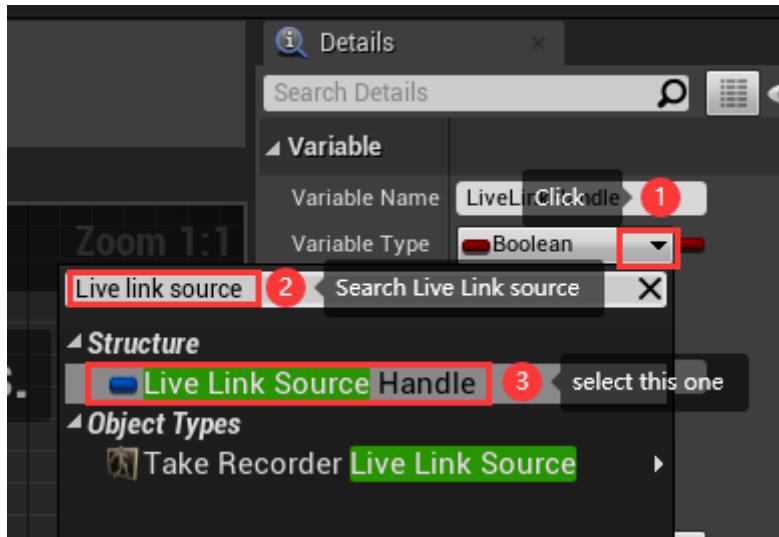 Details
Search Details
Variable
Variable Name LiveLink Handle Click 1
Zoom 1:1 Variable Type Boolean
Live link source 2 Search Live Link source
Structure
s. Live Link Source Handle 3 select this one
Object Types
Take Recorder Live Link Source